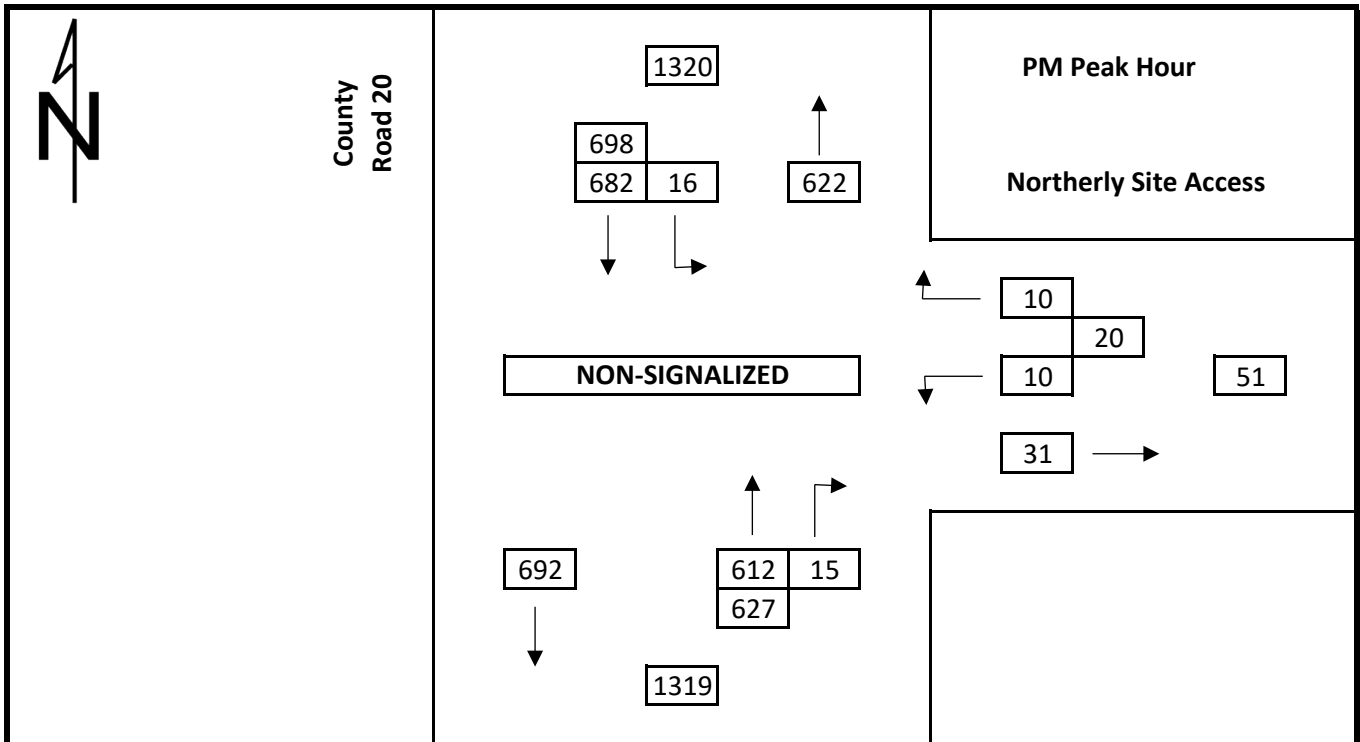 N
County
Road 20
1320
698
682 16
622
PM Peak Hour
Northerly Site Access
10
20
10
51
31
NON-SIGNALIZED
692
612 15
627
1319